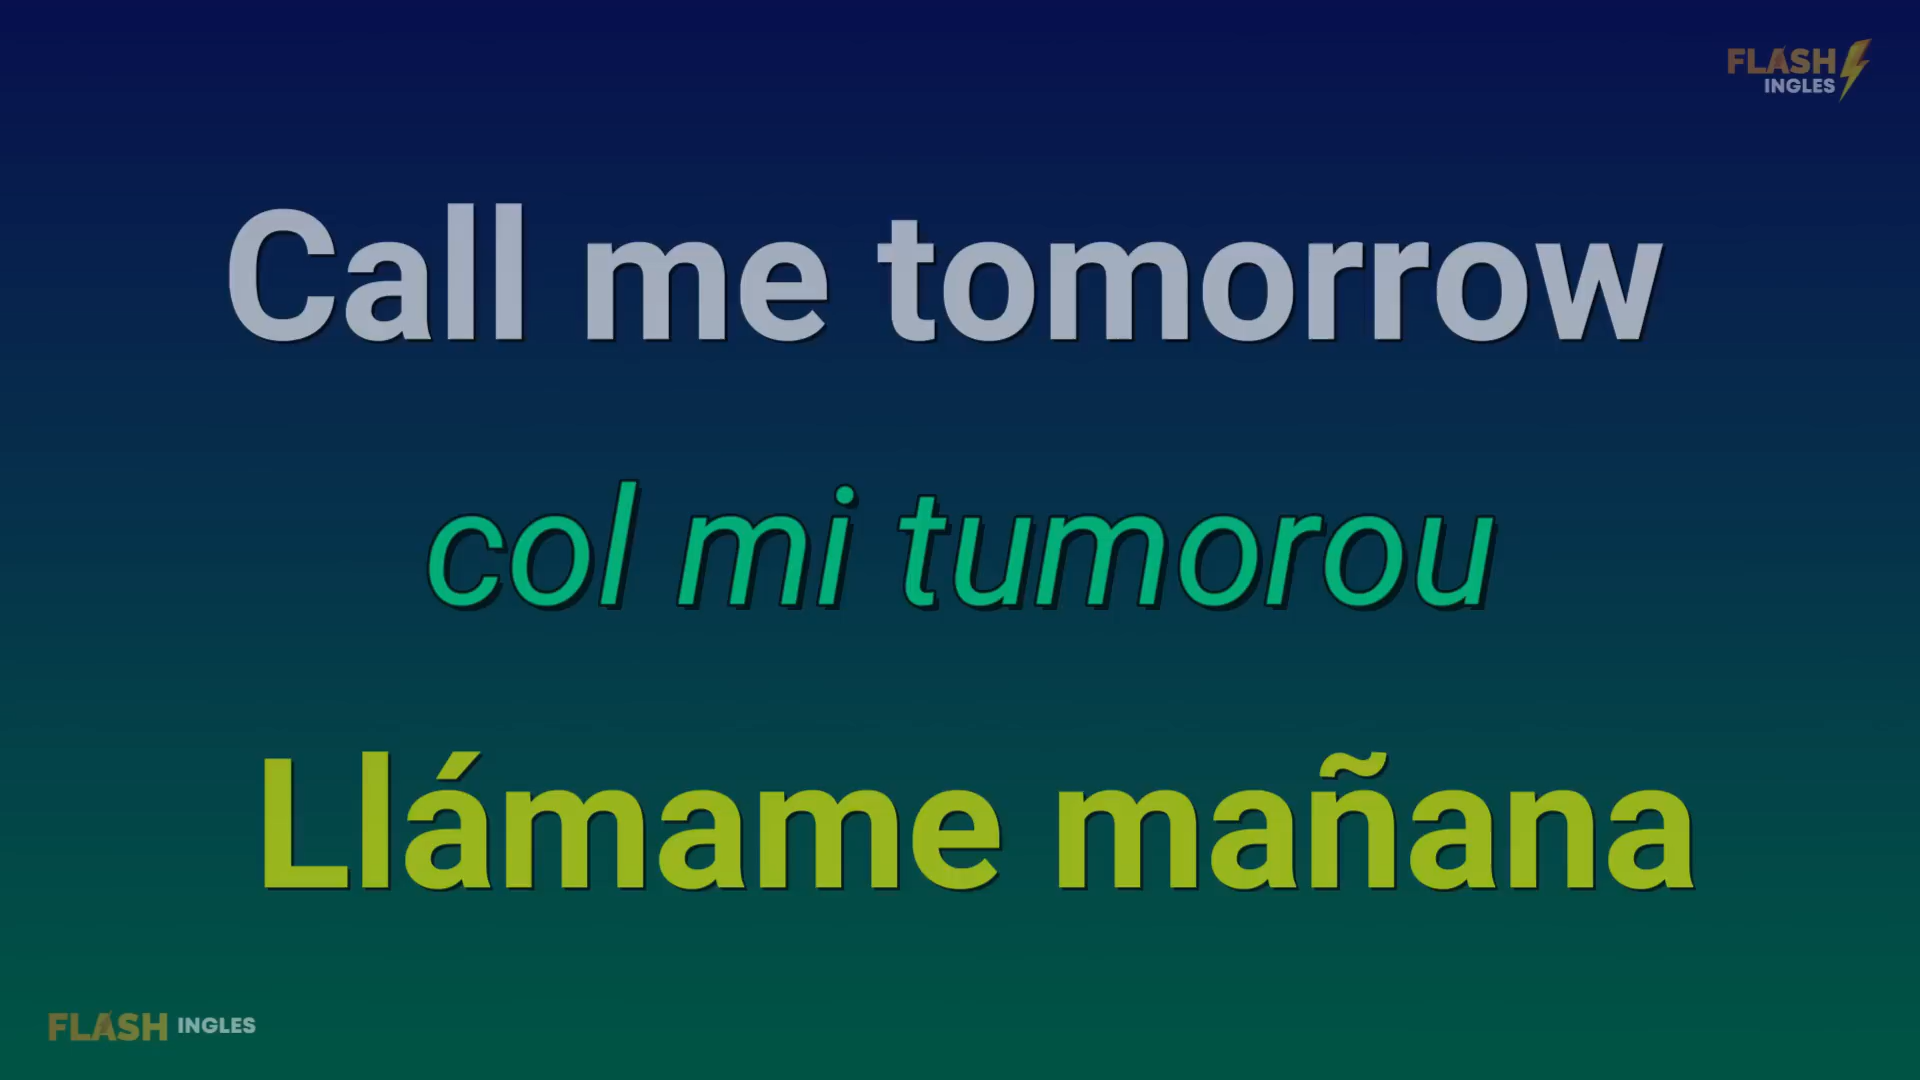 FLASH
INGLES
Call me tomorrow
col mi tumorou
Llámame mañana
FLASH INGLES